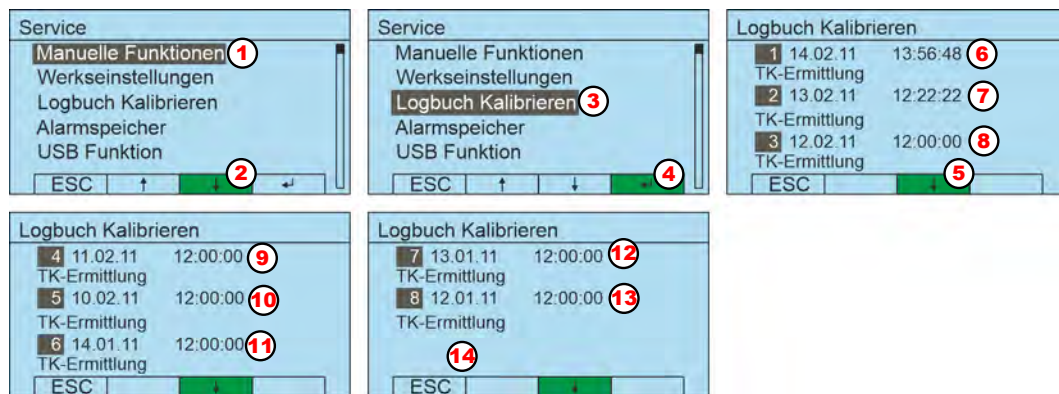 Service
Manuelle Funktionen 1
Werkseinstellungen
Logbuch Kalibrieren
Alarmspeicher
USB Funktion
2
ESC ↑ ↓ ↵
Service
Manuelle Funktionen
Werkseinstellungen
Logbuch Kalibrieren 3
Alarmspeicher
USB Funktion
ESC ↑ ↓ ↵ 4
Logbuch Kalibrieren
1 14.02.11 13:56:48 6
TK-Ermittlung
2 13.02.11 12:22:22 7
TK-Ermittlung
3 12.02.11 12:00:00 8
TK-Ermittlung
5
ESC ↓
Logbuch Kalibrieren
4 11.02.11 12:00:00 9
TK-Ermittlung
5 10.02.11 12:00:00 10
TK-Ermittlung
6 14.01.11 12:00:00 11
TK-Ermittlung
ESC ↓
Logbuch Kalibrieren
7 13.01.11 12:00:00 12
TK-Ermittlung
8 12.01.11 12:00:00 13
TK-Ermittlung
14
ESC ↓